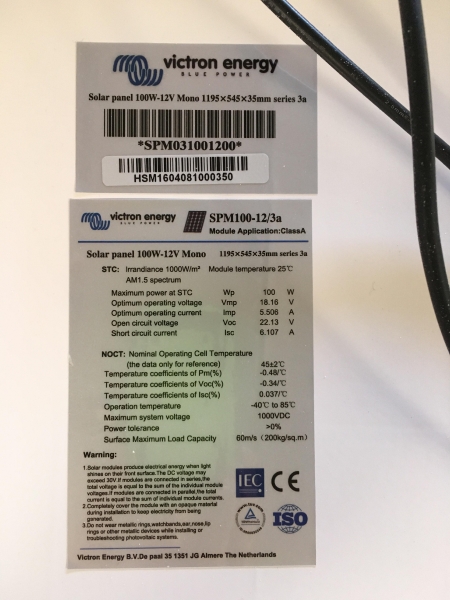 victron energy
BLUE POWER
Solar panel 100W-12V Mono 1195×545×35mm series 3a
*SPM031001200*
HSM1604081000350
victron energy
BLUE POWER
SPM100-12/3a
Module Application:ClassA
Solar panel 100W-12V Mono 1195×545×35mm series 3a
STC: Irrandiance 1000W/m² Module temperature 25℃
AM1.5 spectrum
Maximum power at STC Wp 100 W
Optimum operating voltage Vmp 18.16 V
Optimum operating current Imp 5.506 A
Open circuit voltage Voc 22.13 V
Short circuit current Isc 6.107 A
NOCT: Nominal Operating Cell Temperature
(the data only for reference) 45±2℃
Temperature coefficients of Pm(%) -0.48/℃
Temperature coefficients of Voc(%) -0.34/℃
Temperature coefficients of Isc(%) 0.037/℃
Operation temperature -40℃ to 85℃
Maximum system voltage 1000VDC
Power tolerance >0%
Surface Maximum Load Capacity 60m/s (200kg/sq.m)
Warning:
1.Solar modules produce electrical energy when light
shines on their front surface.The DC voltage may
exceed 30V.If modules are connected in series,the
total voltage is equal to the sum of the individual module
voltages.If modules are connected in parallel,the total
current is equal to the sum of individual module currents.
2.Completely cover the module with an opaque material
during installation to keep electricity from being
generated.
3.Do not wear metallic rings,watchbands,ear,nose,lip
rings or other metallic devices while installing or
troubleshooting photovoltaic systems.
IEC CE
ISO
Victron Energy B.V.De paal 35 1351 JG Almere The Netherlands